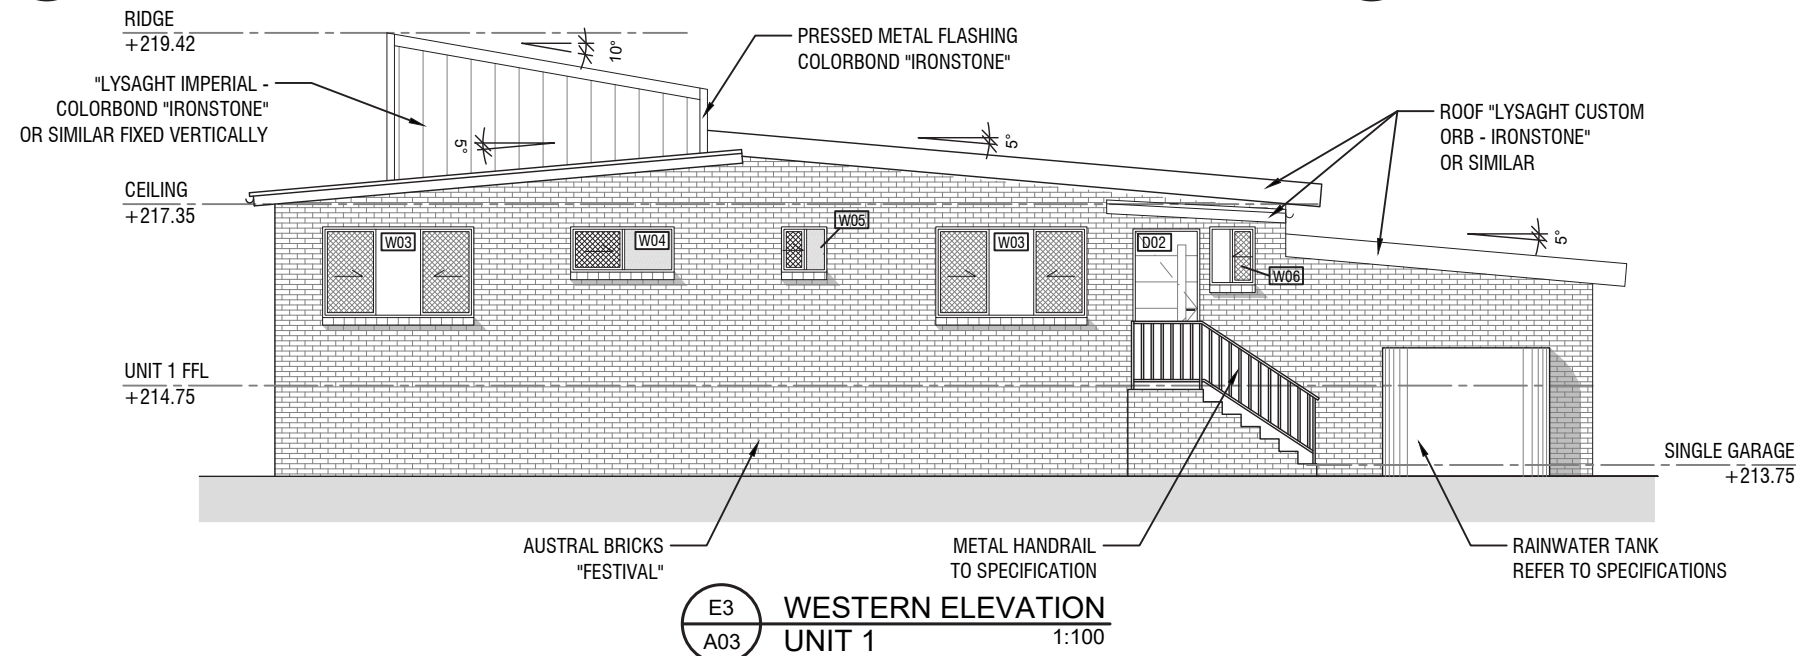 RIDGE
+219.42
"LYSAGHT IMPERIAL -
COLORBOND "IRONSTONE"
OR SIMILAR FIXED VERTICALLY
10°
PRESSED METAL FLASHING
COLORBOND "IRONSTONE"
5°
5°
ROOF "LYSAGHT CUSTOM
ORB - IRONSTONE"
OR SIMILAR
CEILING
+217.35
W03
W04
W05
W03
D02
W06
5°
UNIT 1 FFL
+214.75
SINGLE GARAGE
+213.75
AUSTRAL BRICKS
"FESTIVAL"
METAL HANDRAIL
TO SPECIFICATION
RAINWATER TANK
REFER TO SPECIFICATIONS
E3
A03
WESTERN ELEVATION
UNIT 1
1:100